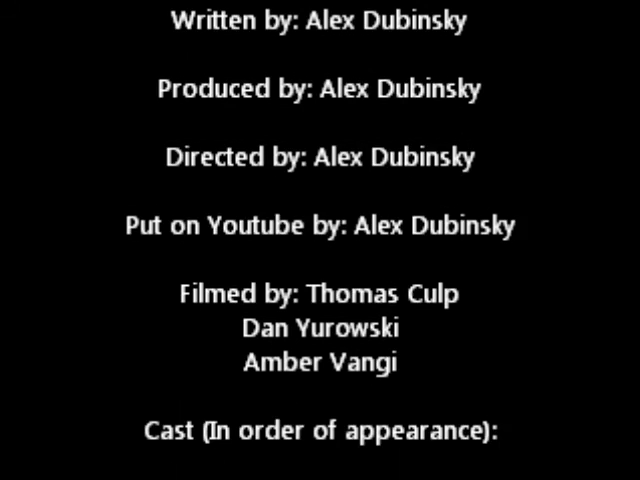 Written by: Alex Dubinsky
Produced by: Alex Dubinsky
Directed by: Alex Dubinsky
Put on Youtube by: Alex Dubinsky
Filmed by: Thomas Culp
Dan Yurowski
Amber Vangi
Cast (In order of appearance):